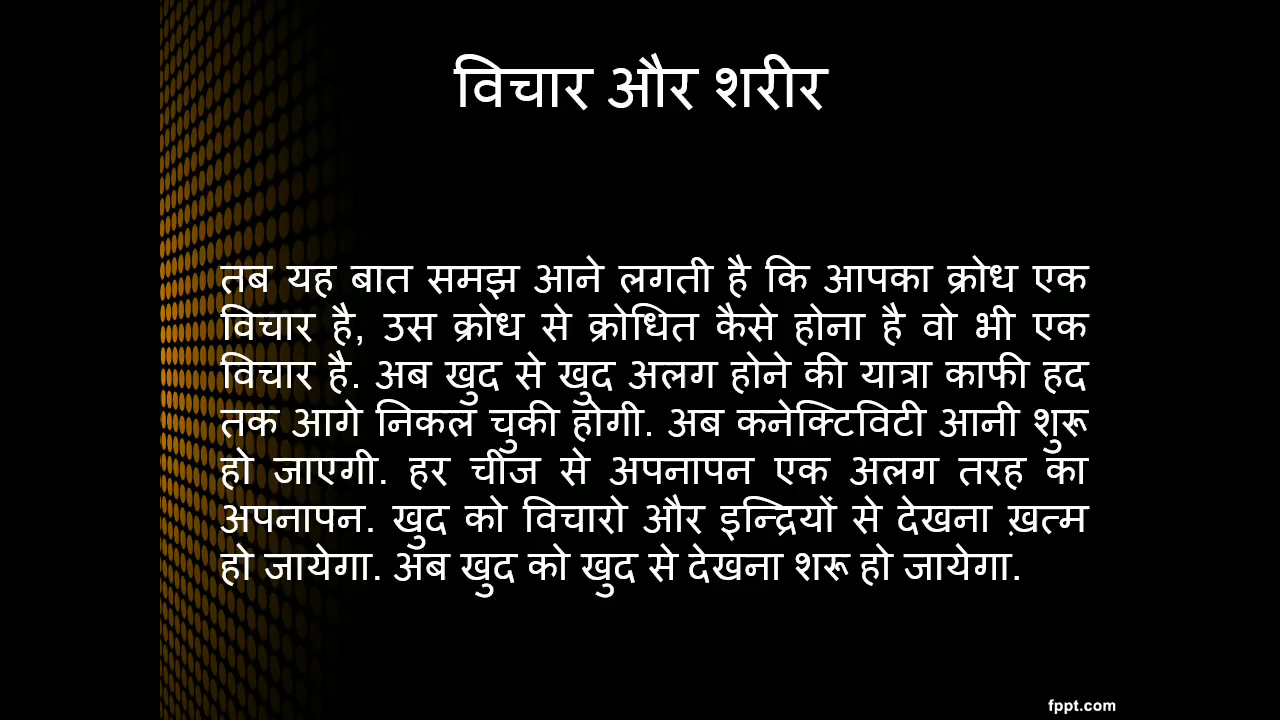 विचार और शरीर
तब यह बात समझ आने लगती है कि आपका क्रोध एक
विचार है, उस क्रोध से क्रोधित कैसे होना है वो भी एक
विचार है. अब खुद से खुद अलग होने की यात्रा काफी हद
तक आगे निकल चुकी होगी. अब कनेक्टिविटी आनी शुरू
हो जाएगी. हर चीज से अपनापन एक अलग तरह का
अपनापन. खुद को विचारो और इन्द्रियों से देखना ख़त्म
हो जायेगा. अब खुद को खुद से देखना शरू हो जायेगा.
fppt.com